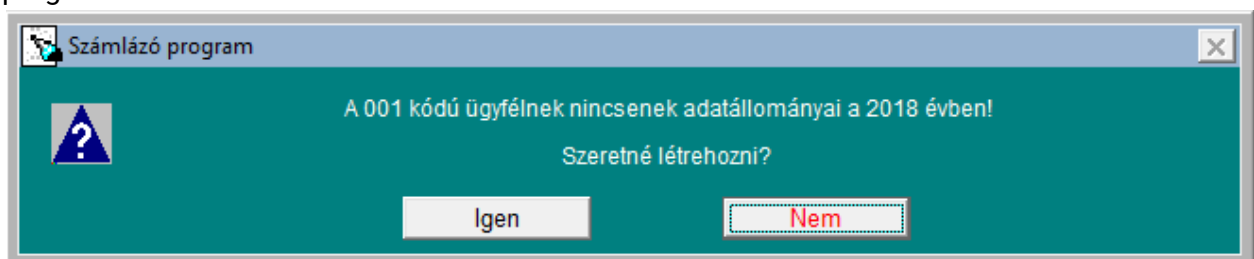 Számlázó program
A 001 kódú ügyfélnek nincsenek adatállományai a 2018 évben!
Szeretné létrehozni?
Igen
Nem